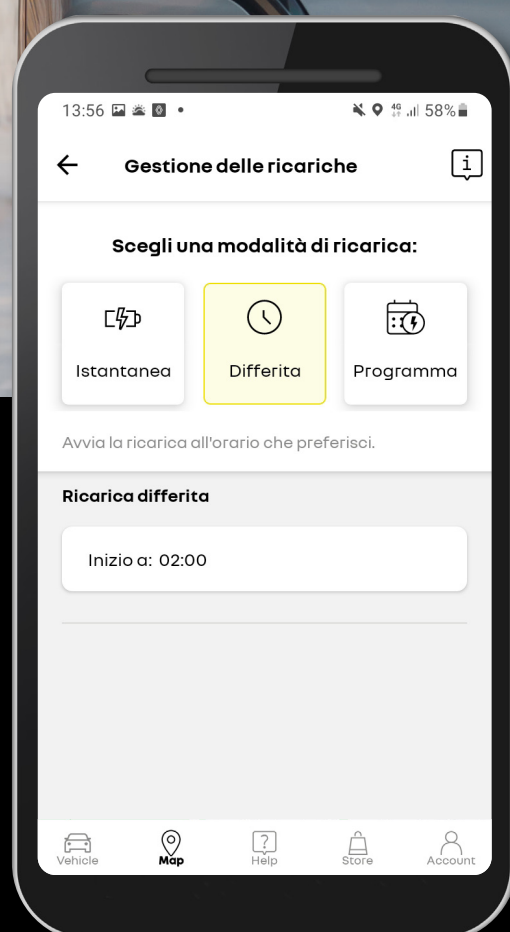 13:56
4G
58%
Gestione delle ricariche
i
Scegli una modalità di ricarica:
Istantanea
Differita
Programma
Avvia la ricarica all'orario che preferisci.
Ricarica differita
Inizio a: 02:00
?
Vehicle
Map
Help
Store
Account